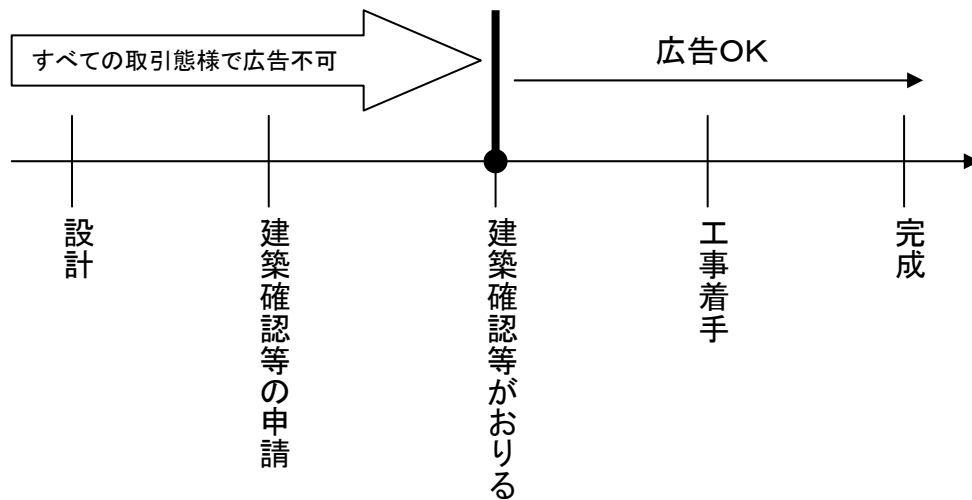 すべての取引態様で広告不可
広告OK
設計
建築確認等の申請
建築確認等がおりる
工事着手
完成